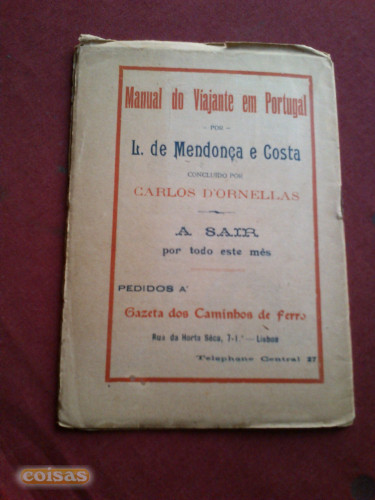 Manual do Viajante em Portugal
— POR —
L. de Mendonça e Costa
CONCLUÍDO POR
CARLOS D'ORNELLAS
A SAIR
por todo este mês
PEDIDOS A'
Gazeta dos Caminhos de Ferro
Rua da Horta Sêca, 7-1.º — Lisboa
Telephone Central 27
coisas